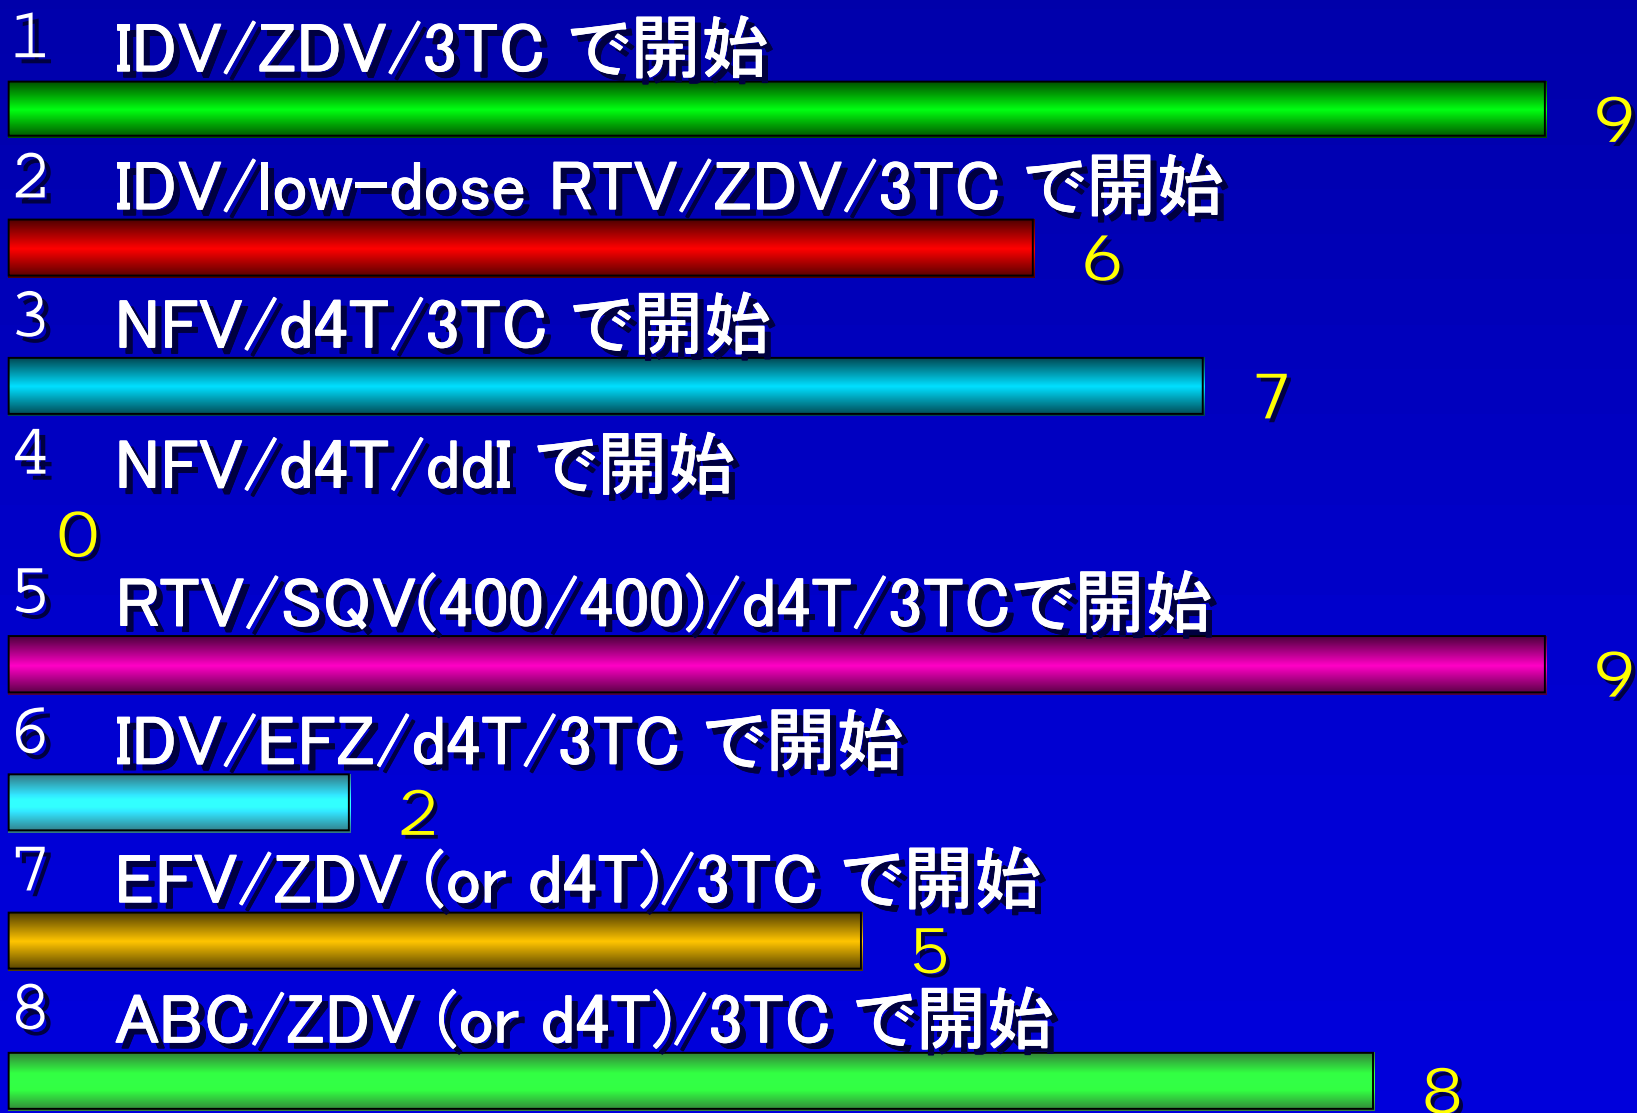 1 IDV/ZDV/3TC で開始
9
2 IDV/low-dose RTV/ZDV/3TC で開始
6
3 NFV/d4T/3TC で開始
7
4 NFV/d4T/ddI で開始
0
5 RTV/SQV(400/400)/d4T/3TCで開始
9
6 IDV/EFZ/d4T/3TC で開始
2
7 EFV/ZDV (or d4T)/3TC で開始
5
8 ABC/ZDV (or d4T)/3TC で開始
8